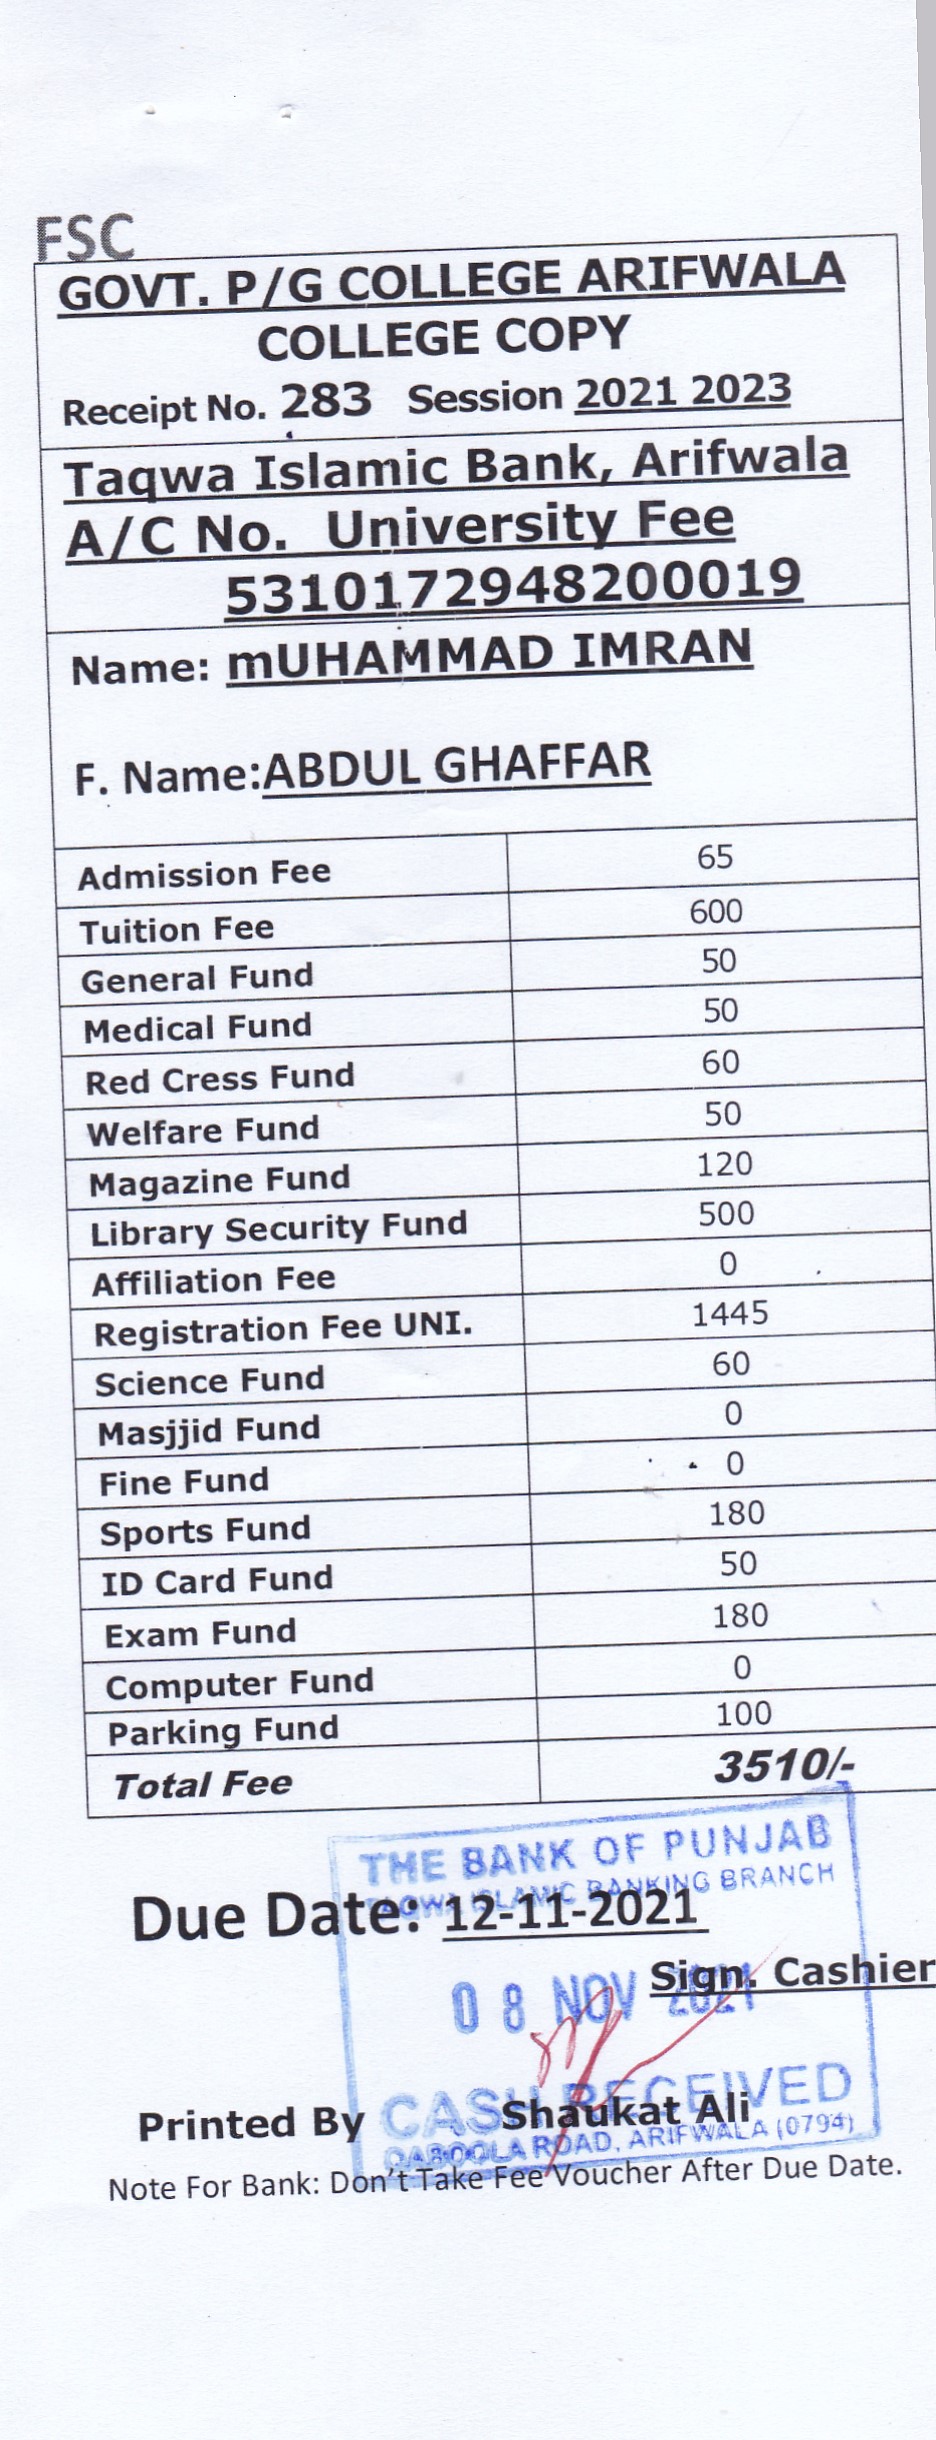 FSC
GOVT. P/G COLLEGE ARIFWALA
COLLEGE COPY
Receipt No. 283 Session 2021 2023
Taqwa Islamic Bank, Arifwala
A/C No. University Fee
5310172948200019
Name: mUHAMMAD IMRAN
F. Name:ABDUL GHAFFAR
Admission Fee 65
Tuition Fee 600
General Fund 50
Medical Fund 50
Red Cress Fund 60
Welfare Fund 50
Magazine Fund 120
Library Security Fund 500
Affiliation Fee 0
Registration Fee UNI. 1445
Science Fund 60
Masjjid Fund 0
Fine Fund 0
Sports Fund 180
ID Card Fund 50
Exam Fund 180
Computer Fund 0
Parking Fund 100
Total Fee 3510/-
THE BANK OF PUNJAB
TAQWA ISLAMIC BANKING BRANCH
Due Date: 12-11-2021
Sign. Cashier
08 NOV 2021
CASH RECEIVED
Printed By Shaukat Ali
QABOOLA ROAD, ARIFWALA (0794)
Note For Bank: Don't Take Fee Voucher After Due Date.